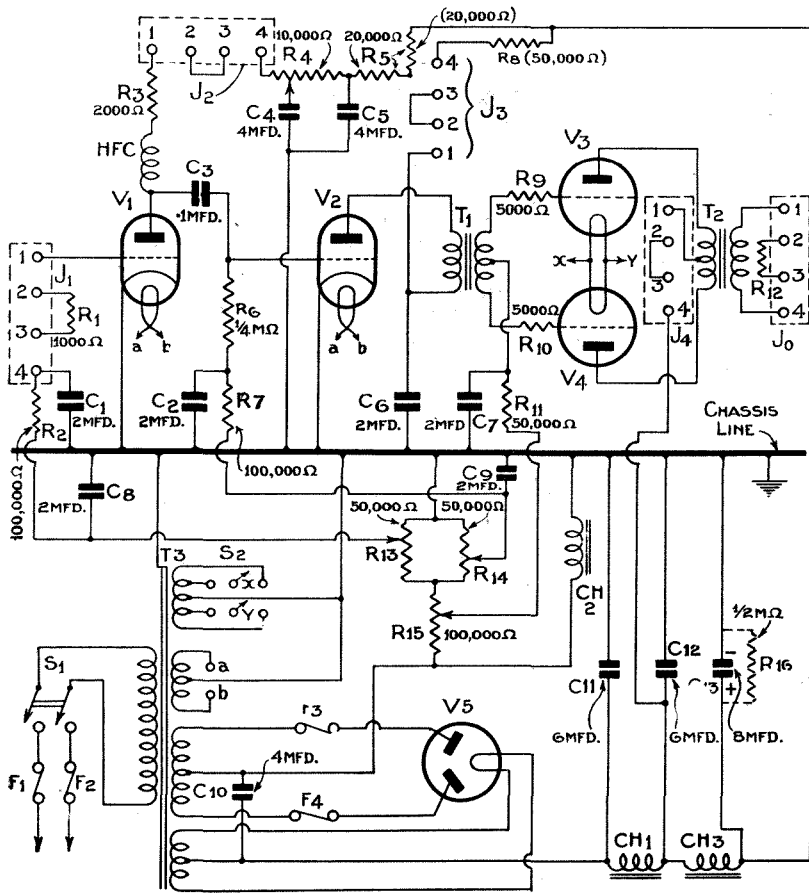 (20,000Ω)
1 2 3 4
10,000Ω
20,000Ω
R4
R5
R8 (50,000Ω)
J2
R3
2000Ω
C4
4MFD.
C5
4MFD.
4
3
2
1
J3
HFC
C3
·1MFD.
V1
V2
V3
R9
5000Ω
T1
T2
1
2
3
4
J1
R1
1000Ω
a b
R6
¼MΩ
a b
X Y
5000Ω
R10
V4
1
2
3
4
J4
1
2
3
4
R12
J0
C1
2MFD.
R2
100,000Ω
C2
2MFD.
R7
100,000Ω
C6
2MFD.
C7
2MFD
R11
50,000Ω
CHASSIS
LINE
C8
2MFD.
C9
2MFD.
50,000Ω
50,000Ω
R13
R14
R15
100,000Ω
CH
2
T3
S2
X
Y
a
b
S1
F1
F2
F4
C10
4MFD.
V5
C11
6MFD.
C12
6MFD.
8MFD.
½MΩ
R16
−
+
CH1
CH3